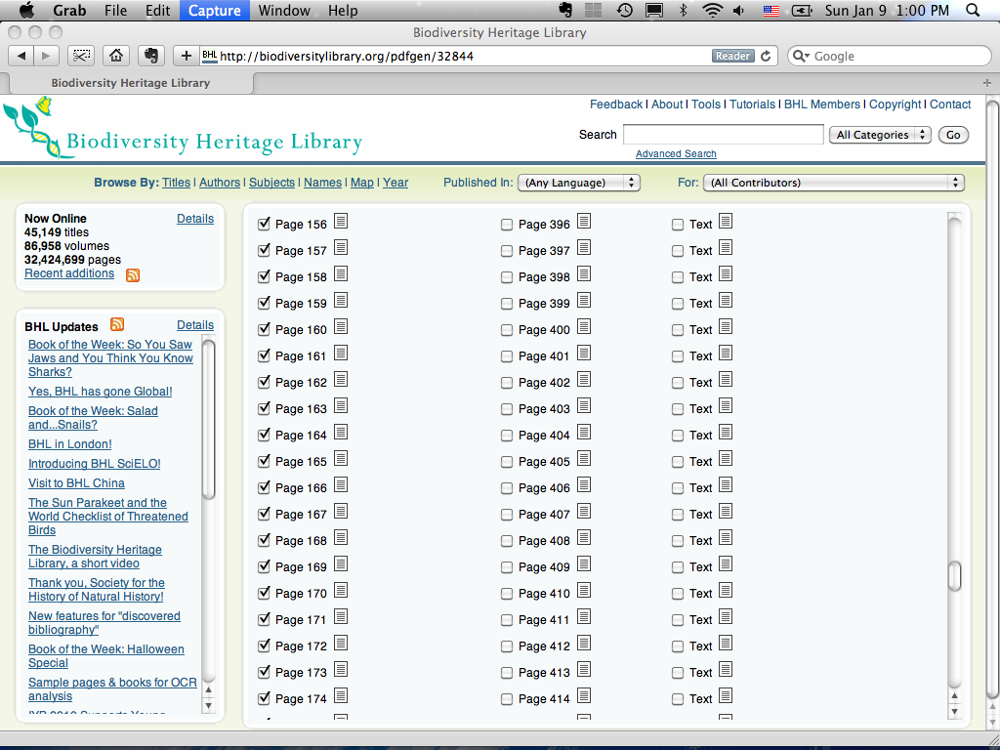 Grab File Edit Capture Window Help Sun Jan 9 1:00 PM
Biodiversity Heritage Library
BHL http://biodiversitylibrary.org/pdfgen/32844 Reader Google
Biodiversity Heritage Library
Feedback | About | Tools | Tutorials | BHL Members | Copyright | Contact
Biodiversity Heritage Library
Search All Categories Go
Advanced Search
Browse By: Titles | Authors | Subjects | Names | Map | Year Published In: (Any Language) For: (All Contributors)
Now Online Details
45,149 titles
86,958 volumes
32,424,699 pages
Recent additions
BHL Updates Details
Book of the Week: So You Saw
Jaws and You Think You Know
Sharks?
Yes, BHL has gone Global!
Book of the Week: Salad
and...Snails?
BHL in London!
Introducing BHL SciELO!
Visit to BHL China
The Sun Parakeet and the
World Checklist of Threatened
Birds
The Biodiversity Heritage
Library, a short video
Thank you, Society for the
History of Natural History!
New features for "discovered
bibliography"
Book of the Week: Halloween
Special
Sample pages & books for OCR
analysis
Page 156 Page 396 Text
Page 157 Page 397 Text
Page 158 Page 398 Text
Page 159 Page 399 Text
Page 160 Page 400 Text
Page 161 Page 401 Text
Page 162 Page 402 Text
Page 163 Page 403 Text
Page 164 Page 404 Text
Page 165 Page 405 Text
Page 166 Page 406 Text
Page 167 Page 407 Text
Page 168 Page 408 Text
Page 169 Page 409 Text
Page 170 Page 410 Text
Page 171 Page 411 Text
Page 172 Page 412 Text
Page 173 Page 413 Text
Page 174 Page 414 Text